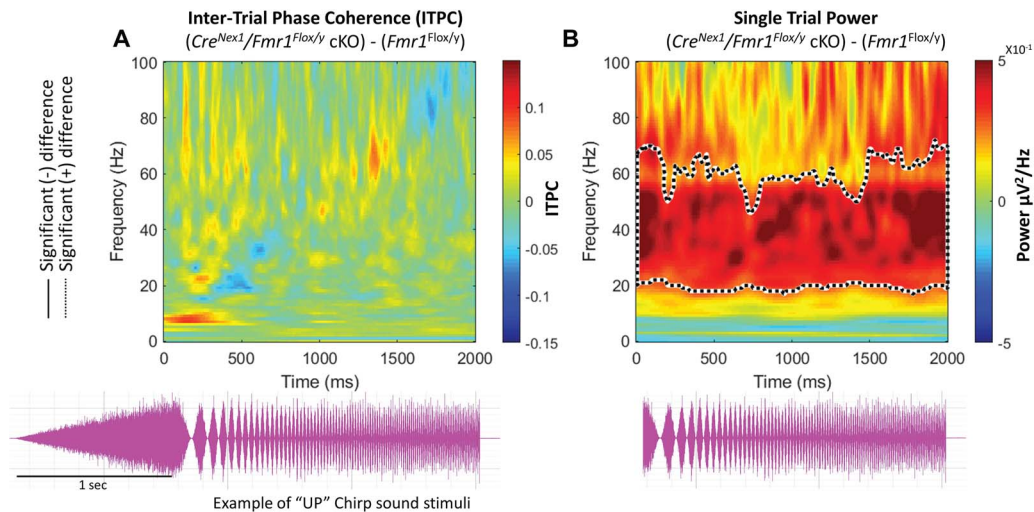 Inter-Trial Phase Coherence (ITPC)
(Cre^Nex1/Fmr1^Flox/y cKO) - (Fmr1^Flox/y)
A
Significant (-) difference
Significant (+) difference
Frequency (Hz)
100
80
60
40
20
0
0 500 1000 1500 2000
Time (ms)
0.1
0.05
0
-0.05
-0.1
-0.15
ITPC
Single Trial Power
(Cre^Nex1/Fmr1^Flox/y cKO) - (Fmr1^Flox/y)
B
Frequency (Hz)
100
80
60
40
20
0
0 500 1000 1500 2000
Time (ms)
X10^-1
5
0
-5
Power µV²/Hz
1 sec
Example of “UP” Chirp sound stimuli